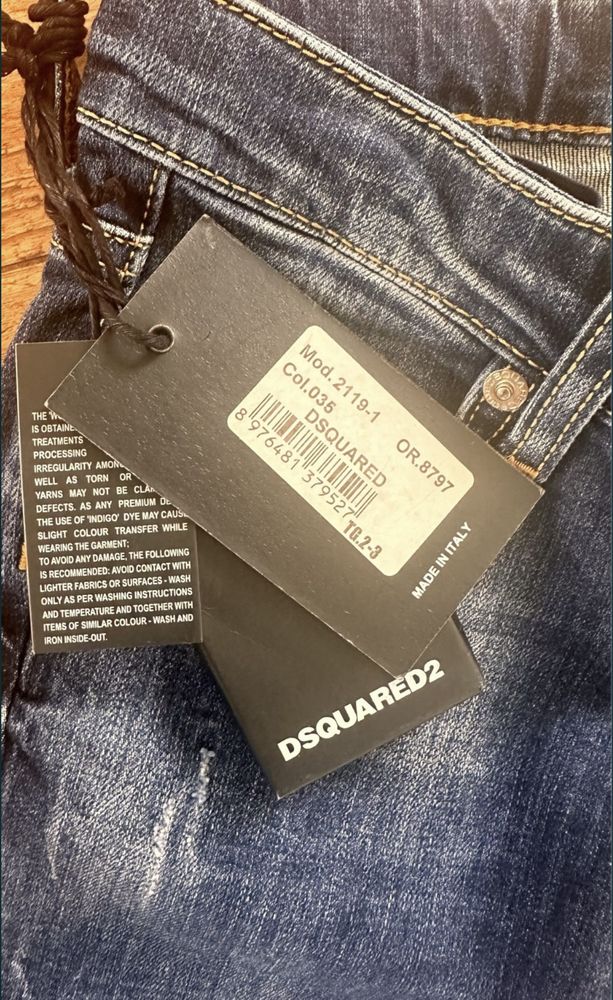 Mod.2119-1 OR.8797
Col.035
DSQUARED
8 976481 379527
TG.2-3
MADE IN ITALY
THE
IS OBTAINE
TREATMENTS
PROCESSING
IRREGULARITY AMONG
WELL AS TORN OR
YARNS MAY NOT BE
DEFECTS. AS ANY PREMIUM
THE USE OF 'INDIGO' DYE MAY CAUSE
SLIGHT COLOUR TRANSFER WHILE
WEARING THE GARMENT:
TO AVOID ANY DAMAGE, THE FOLLOWING
IS RECOMMENDED: AVOID CONTACT WITH
LIGHTER FABRICS OR SURFACES - WASH
ONLY AS PER WASHING INSTRUCTIONS
AND TEMPERATURE AND TOGETHER WITH
ITEMS OF SIMILAR COLOUR - WASH AND
IRON INSIDE-OUT.
DSQUARED2